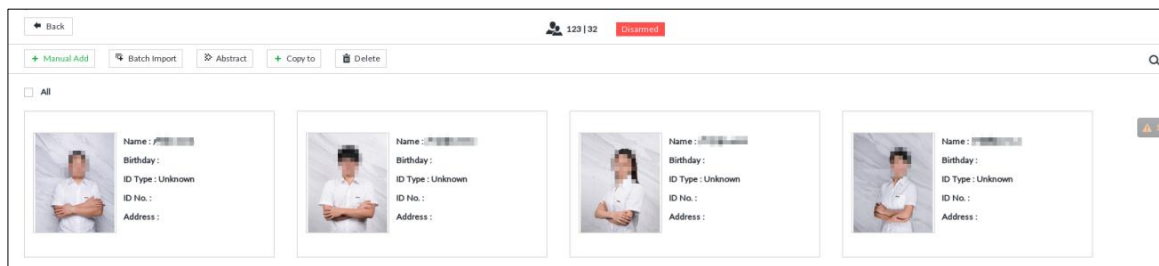 Back
123|32 Disarmed
+ Manual Add Batch Import Abstract + Copy to Delete
All
Name :
Birthday :
ID Type : Unknown
ID No. :
Address :
Name :
Birthday :
ID Type : Unknown
ID No. :
Address :
Name :
Birthday :
ID Type : Unknown
ID No. :
Address :
Name :
Birthday :
ID Type : Unknown
ID No. :
Address :